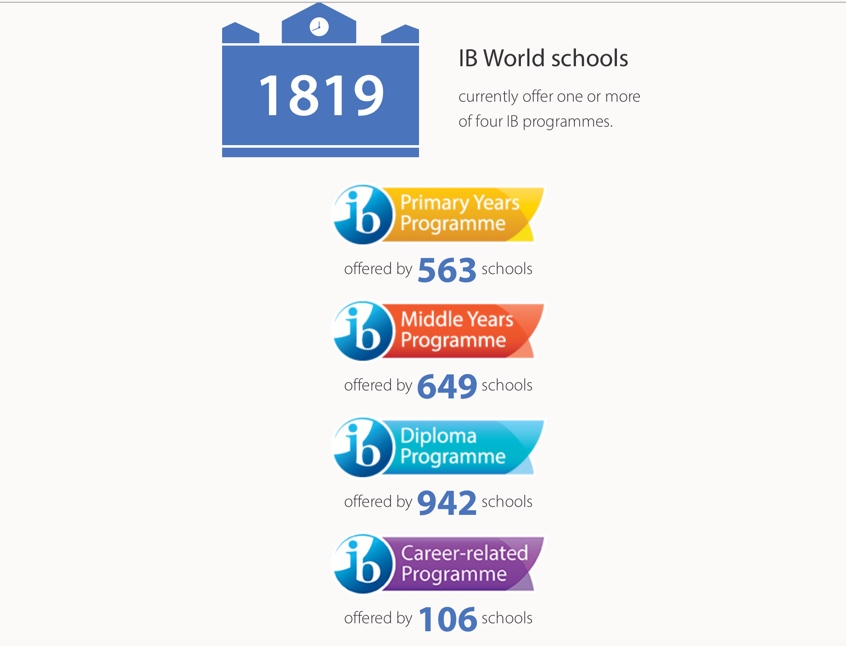 1819
IB World schools
currently offer one or more
of four IB programmes.
ib
Primary Years
Programme
offered by 563 schools
ib
Middle Years
Programme
offered by 649 schools
ib
Diploma
Programme
offered by 942 schools
ib
Career-related
Programme
offered by 106 schools